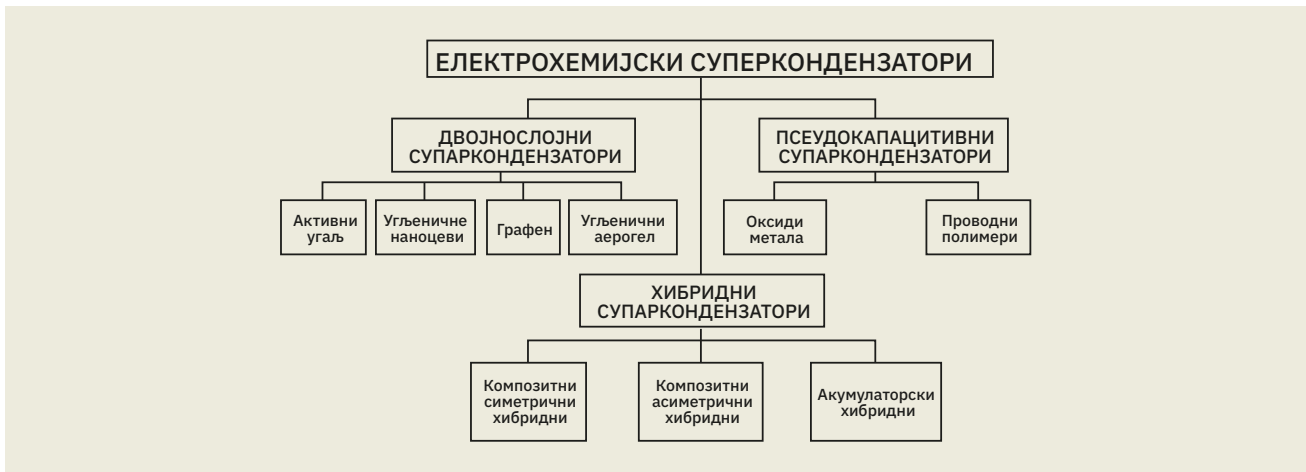 ЕЛЕКТРОХЕМИЈСКИ СУПЕРКОНДЕНЗАТОРИ
ДВОЈНОСЛОЈНИ
СУПАРКОНДЕНЗАТОРИ
ПСЕУДОКАПАЦИТИВНИ
СУПАРКОНДЕНЗАТОРИ
Активни
угаљ
Угљеничне
наноцеви
Графен
Угљенични
аерогел
Оксиди
метала
Проводни
полимери
ХИБРИДНИ
СУПАРКОНДЕНЗАТОРИ
Композитни
симетрични
хибридни
Композитни
асиметрични
хибридни
Акумулаторски
хибридни